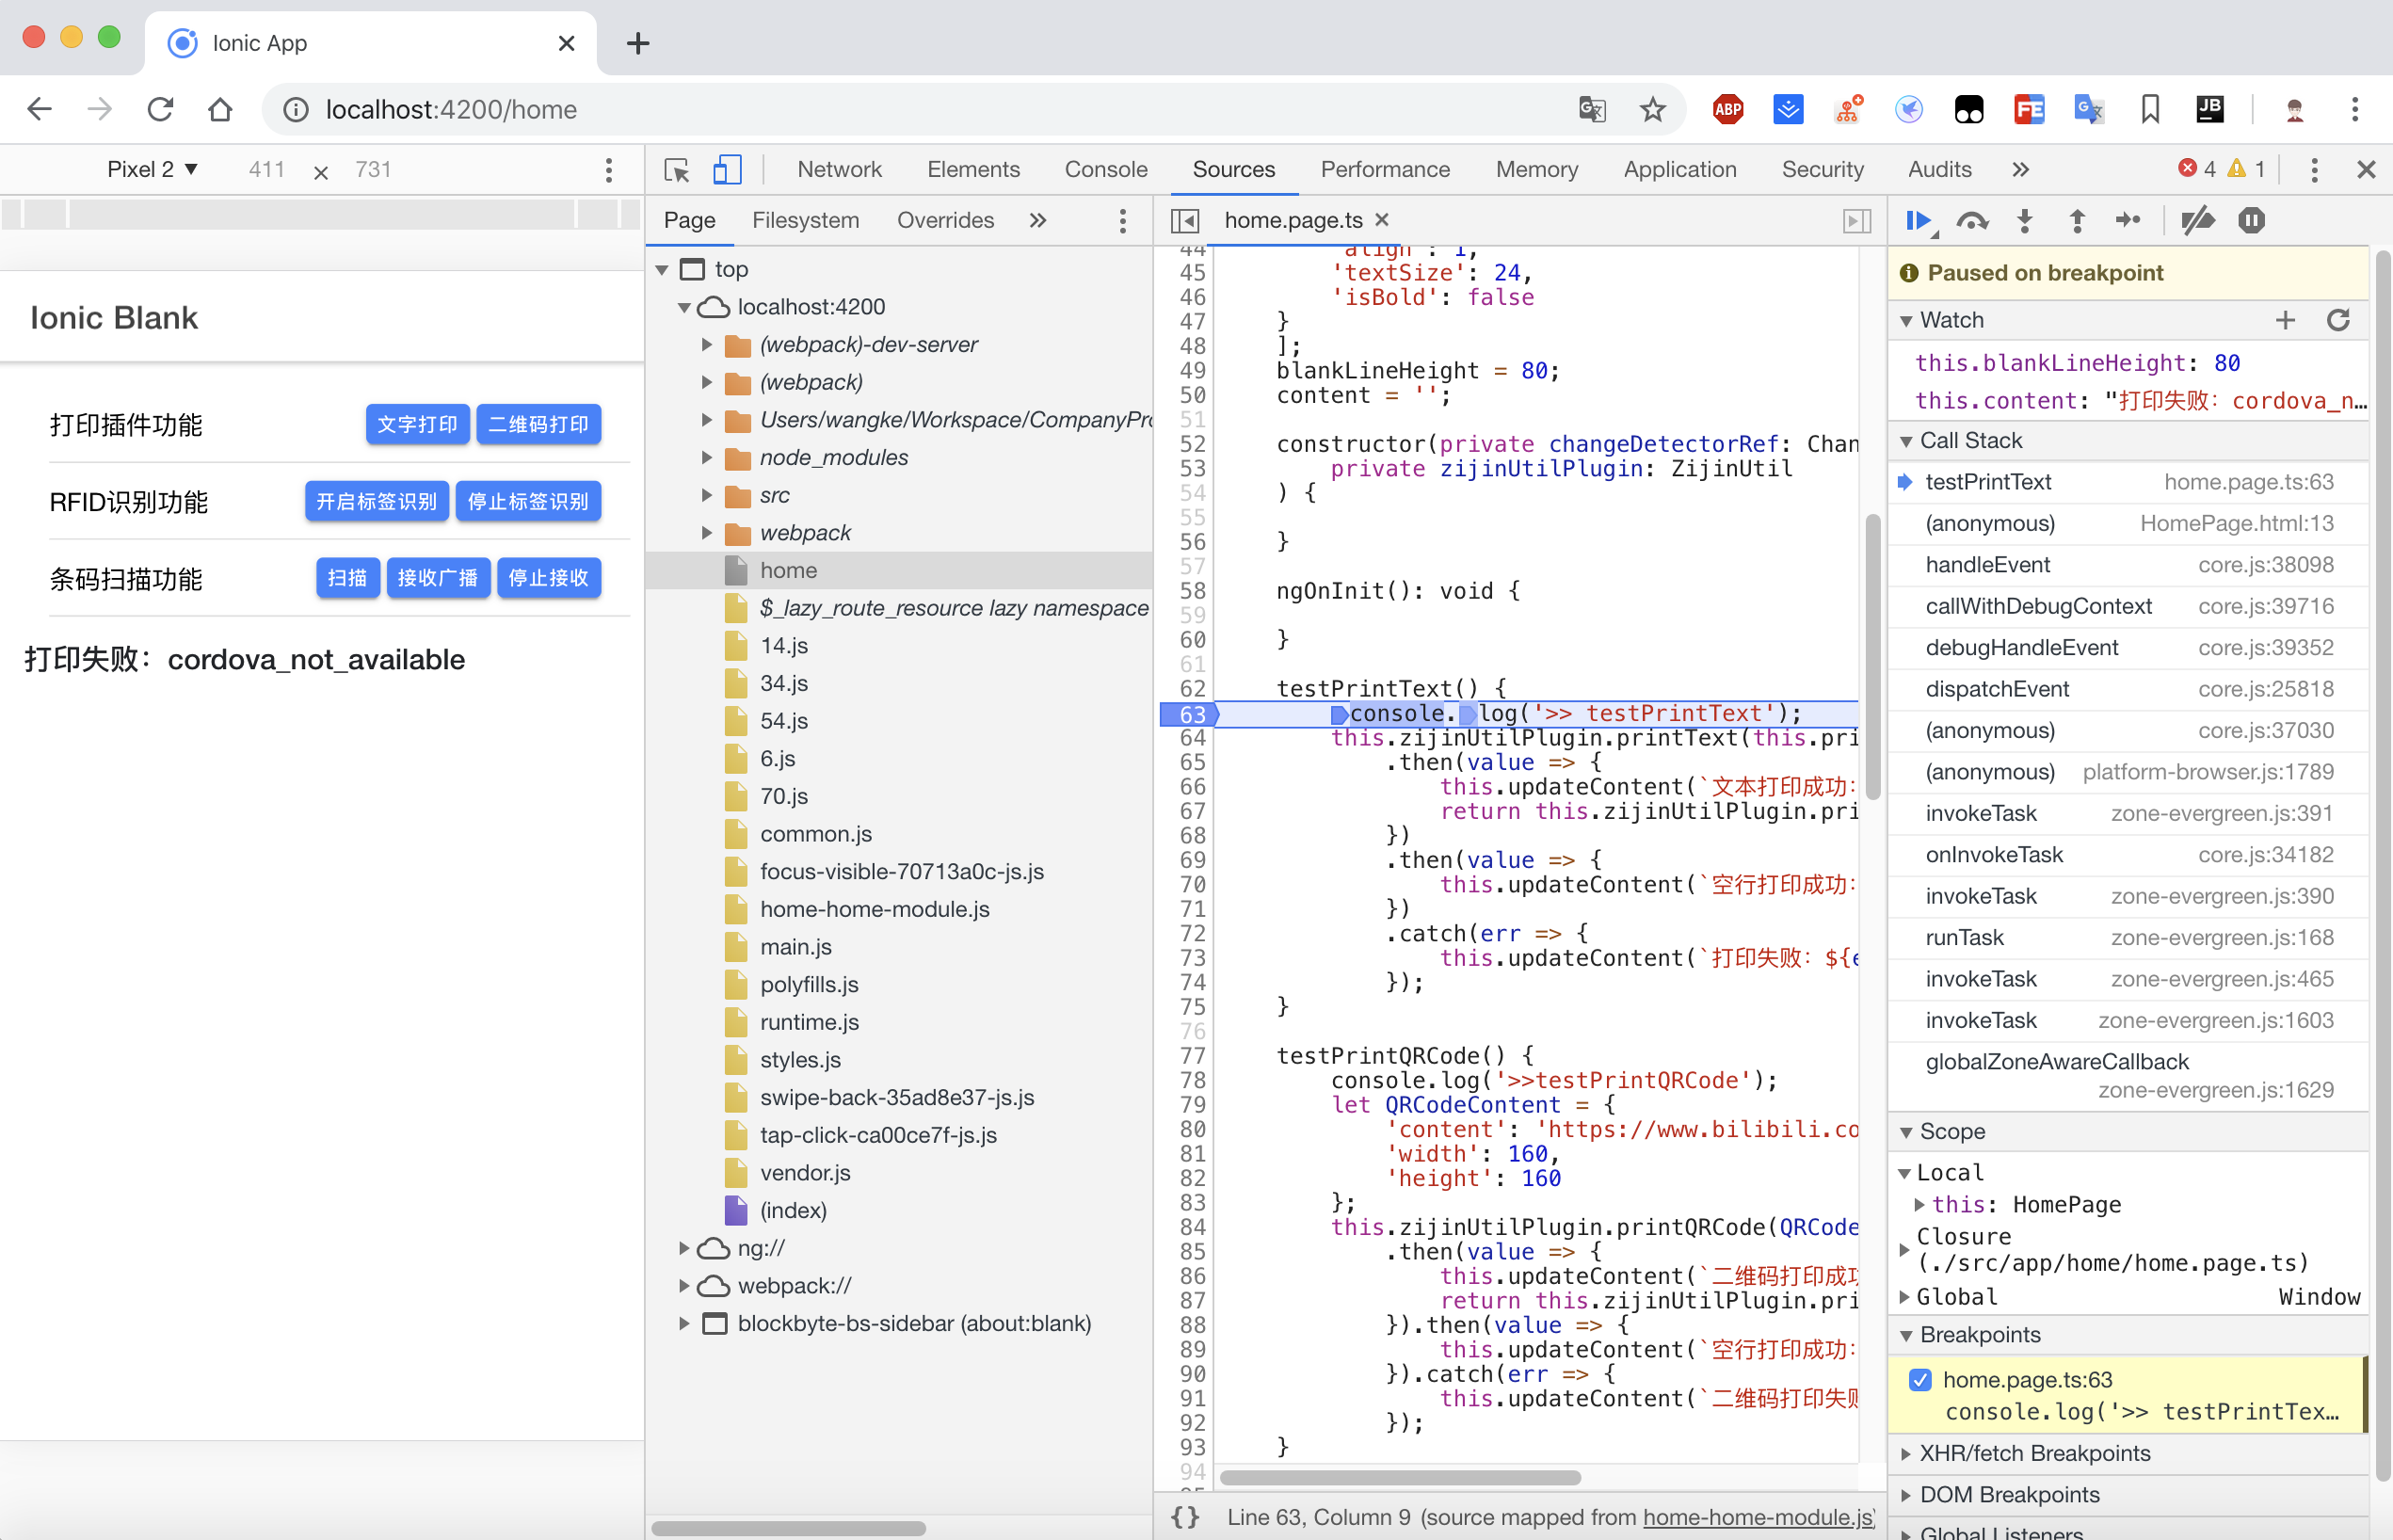 Ionic App
localhost:4200/home
ABP
FE
JB
Pixel 2 ▼ 411 × 731
Network Elements Console Sources Performance Memory Application Security Audits » 4 1
Ionic Blank
打印插件功能 文字打印 二维码打印
RFID识别功能 开启标签识别 停止标签识别
条码扫描功能 扫描 接收广播 停止接收
打印失败：cordova_not_available
Page Filesystem Overrides »
top
localhost:4200
(webpack)-dev-server
(webpack)
Users/wangke/Workspace/CompanyPro
node_modules
src
webpack
home
$_lazy_route_resource lazy namespace
14.js
34.js
54.js
6.js
70.js
common.js
focus-visible-70713a0c-js.js
home-home-module.js
main.js
polyfills.js
runtime.js
styles.js
swipe-back-35ad8e37-js.js
tap-click-ca00ce7f-js.js
vendor.js
(index)
ng://
webpack://
blockbyte-bs-sidebar (about:blank)
home.page.ts ×
44 'align': 1,
45 'textSize': 24,
46 'isBold': false
47 }
48 ];
49 blankLineHeight = 80;
50 content = '';
51
52 constructor(private changeDetectorRef: Chan
53 private zijinUtilPlugin: ZijinUtil
54 ) {
55
56 }
57
58 ngOnInit(): void {
59
60 }
61
62 testPrintText() {
63 console.log('>> testPrintText');
64 this.zijinUtilPlugin.printText(this.pri
65 .then(value => {
66 this.updateContent(`文本打印成功：
67 return this.zijinUtilPlugin.pri
68 })
69 .then(value => {
70 this.updateContent(`空行打印成功：
71 })
72 .catch(err => {
73 this.updateContent(`打印失败：${e
74 });
75 }
76
77 testPrintQRCode() {
78 console.log('>>testPrintQRCode');
79 let QRCodeContent = {
80 'content': 'https://www.bilibili.co
81 'width': 160,
82 'height': 160
83 };
84 this.zijinUtilPlugin.printQRCode(QRCode
85 .then(value => {
86 this.updateContent(`二维码打印成功
87 return this.zijinUtilPlugin.pri
88 }).then(value => {
89 this.updateContent(`空行打印成功：
90 }).catch(err => {
91 this.updateContent(`二维码打印失败
92 });
93 }
94
{} Line 63, Column 9 (source mapped from home-home-module.js)
Paused on breakpoint
Watch
this.blankLineHeight: 80
this.content: "打印失败：cordova_n…
Call Stack
testPrintText home.page.ts:63
(anonymous) HomePage.html:13
handleEvent core.js:38098
callWithDebugContext core.js:39716
debugHandleEvent core.js:39352
dispatchEvent core.js:25818
(anonymous) core.js:37030
(anonymous) platform-browser.js:1789
invokeTask zone-evergreen.js:391
onInvokeTask core.js:34182
invokeTask zone-evergreen.js:390
runTask zone-evergreen.js:168
invokeTask zone-evergreen.js:465
invokeTask zone-evergreen.js:1603
globalZoneAwareCallback
zone-evergreen.js:1629
Scope
Local
this: HomePage
Closure
(./src/app/home/home.page.ts)
Global Window
Breakpoints
home.page.ts:63
console.log('>> testPrintTex…
XHR/fetch Breakpoints
DOM Breakpoints
Global Listeners